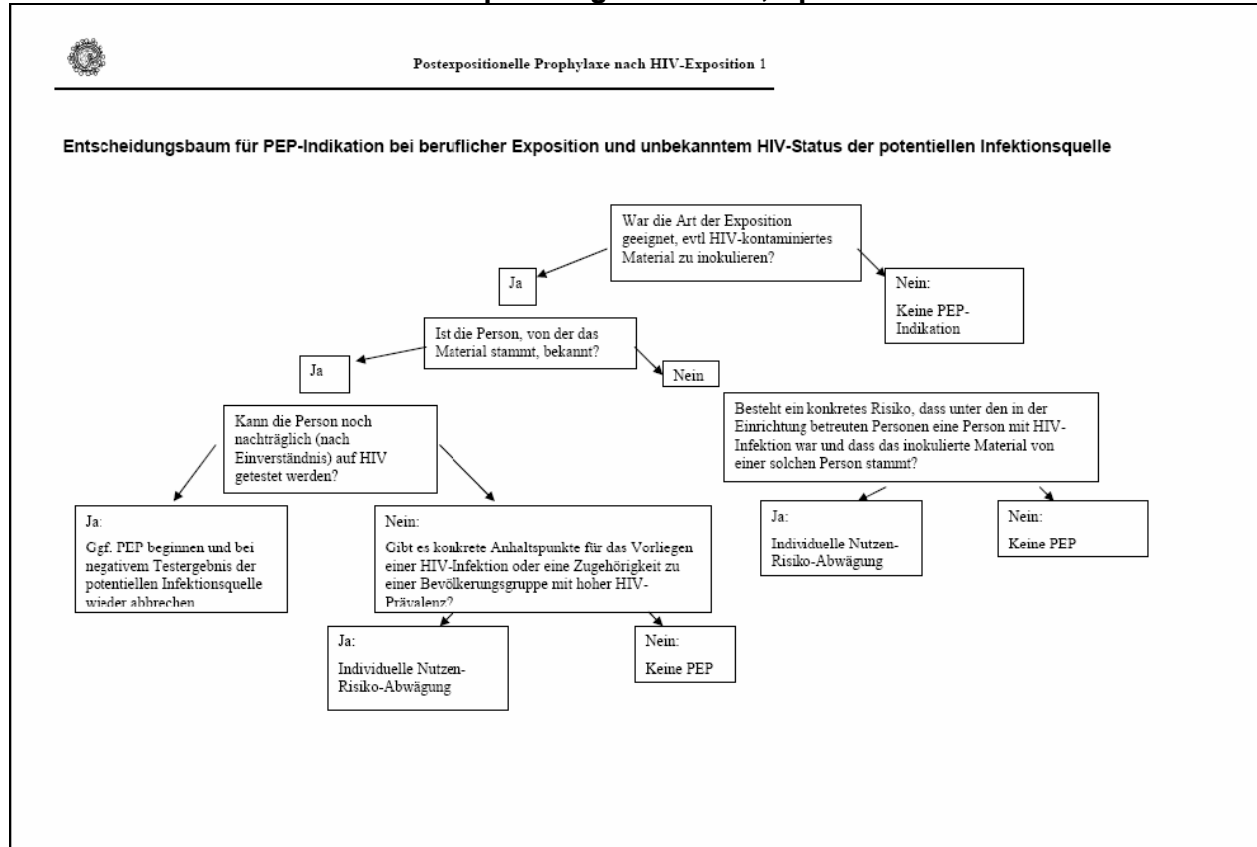 Postexpositionelle Prophylaxe nach HIV-Exposition 1
Entscheidungsbaum für PEP-Indikation bei beruflicher Exposition und unbekanntem HIV-Status der potentiellen Infektionsquelle
War die Art der Exposition
geeignet, evtl HIV-kontaminiertes
Material zu inokulieren?
Ja
Nein:
Keine PEP-
Indikation
Ist die Person, von der das
Material stammt, bekannt?
Ja
Nein
Kann die Person noch
nachträglich (nach
Einverständnis) auf HIV
getestet werden?
Besteht ein konkretes Risiko, dass unter den in der
Einrichtung betreuten Personen eine Person mit HIV-
Infektion war und dass das inokulierte Material von
einer solchen Person stammt?
Ja:
Ggf. PEP beginnen und bei
negativem Testergebnis der
potentiellen Infektionsquelle
wieder abbrechen
Nein:
Gibt es konkrete Anhaltspunkte für das Vorliegen
einer HIV-Infektion oder eine Zugehörigkeit zu
einer Bevölkerungsgruppe mit hoher HIV-
Prävalenz?
Ja:
Individuelle Nutzen-
Risiko-Abwägung
Nein:
Keine PEP
Ja:
Individuelle Nutzen-
Risiko-Abwägung
Nein:
Keine PEP